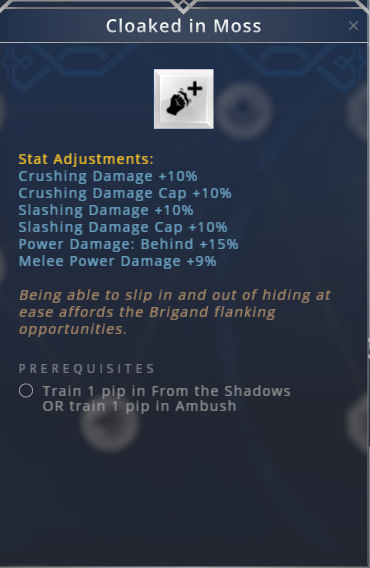 Cloaked in Moss
Stat Adjustments:
Crushing Damage +10%
Crushing Damage Cap +10%
Slashing Damage +10%
Slashing Damage Cap +10%
Power Damage: Behind +15%
Melee Power Damage +9%
Being able to slip in and out of hiding at
ease affords the Brigand flanking
opportunities.
PREREQUISITES
Train 1 pip in From the Shadows
OR train 1 pip in Ambush